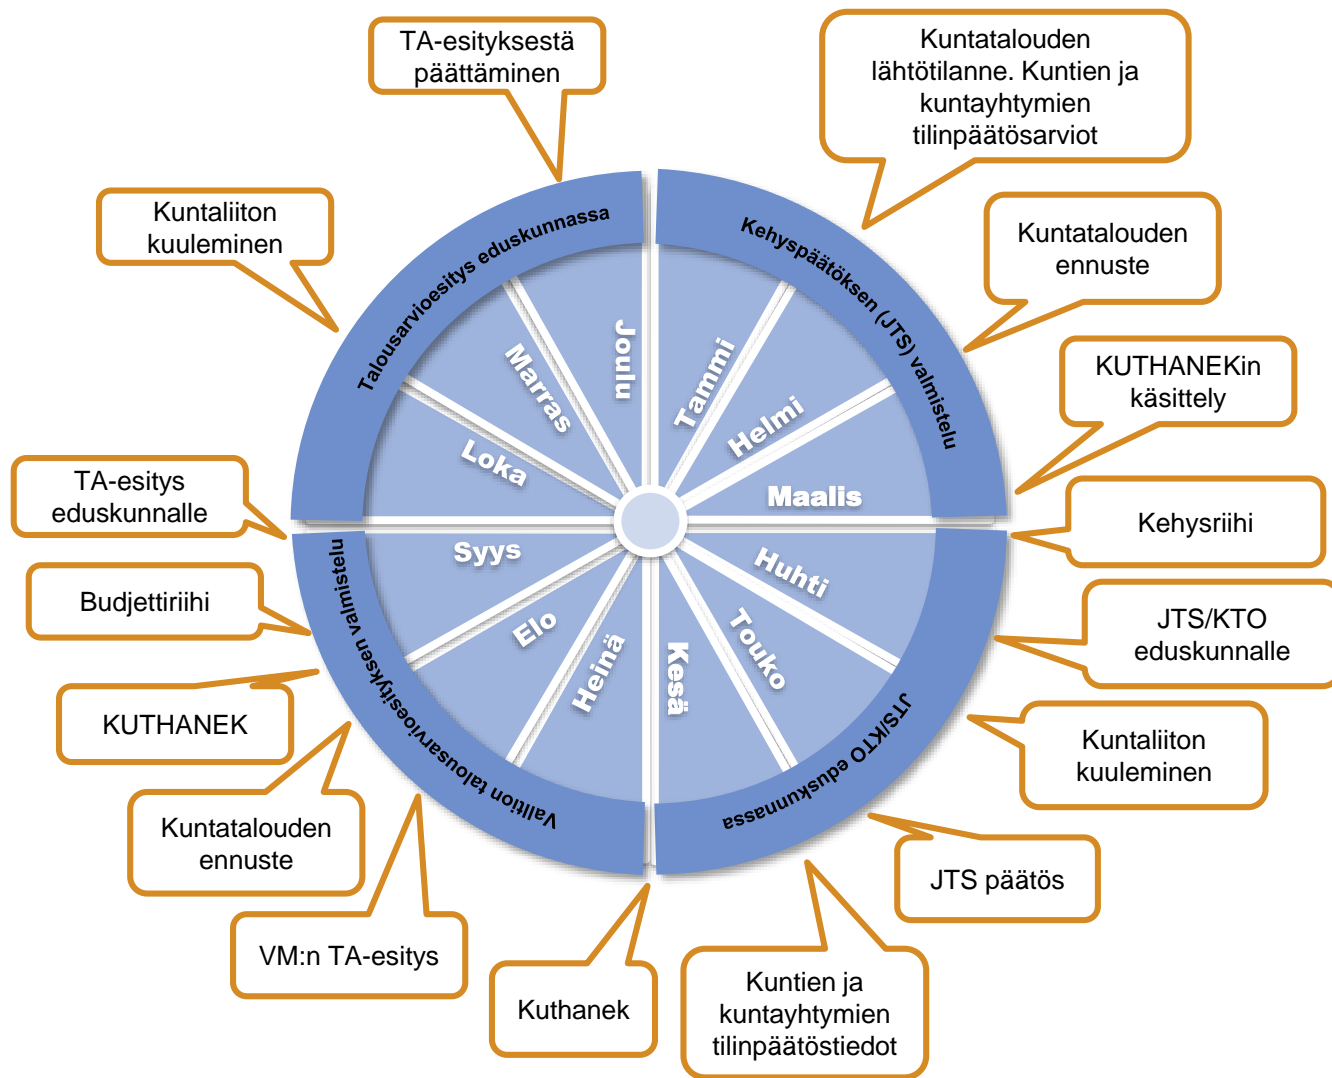 TA-esityksestä
päättäminen
Kuntatalouden
lähtötilanne. Kuntien ja
kuntayhtymien
tilinpäätösarviot
Kuntaliiton
kuuleminen
Kuntatalouden
ennuste
KUTHANEKin
käsittely
Kehysriihi
JTS/KTO
eduskunnalle
Kuntaliiton
kuuleminen
JTS päätös
Kuntien ja
kuntayhtymien
tilinpäätöstiedot
Kuthanek
VM:n TA-esitys
Kuntatalouden
ennuste
KUTHANEK
Budjettiriihi
TA-esitys
eduskunnalle
Talousarvioesitys eduskunnassa
Kehyspäätöksen (JTS) valmistelu
JTS/KTO eduskunnassa
Valltion talousarvioesityksen valmistelu
Tammi
Helmi
Maalis
Huhti
Touko
Kesä
Heinä
Elo
Syys
Loka
Marras
Joulu